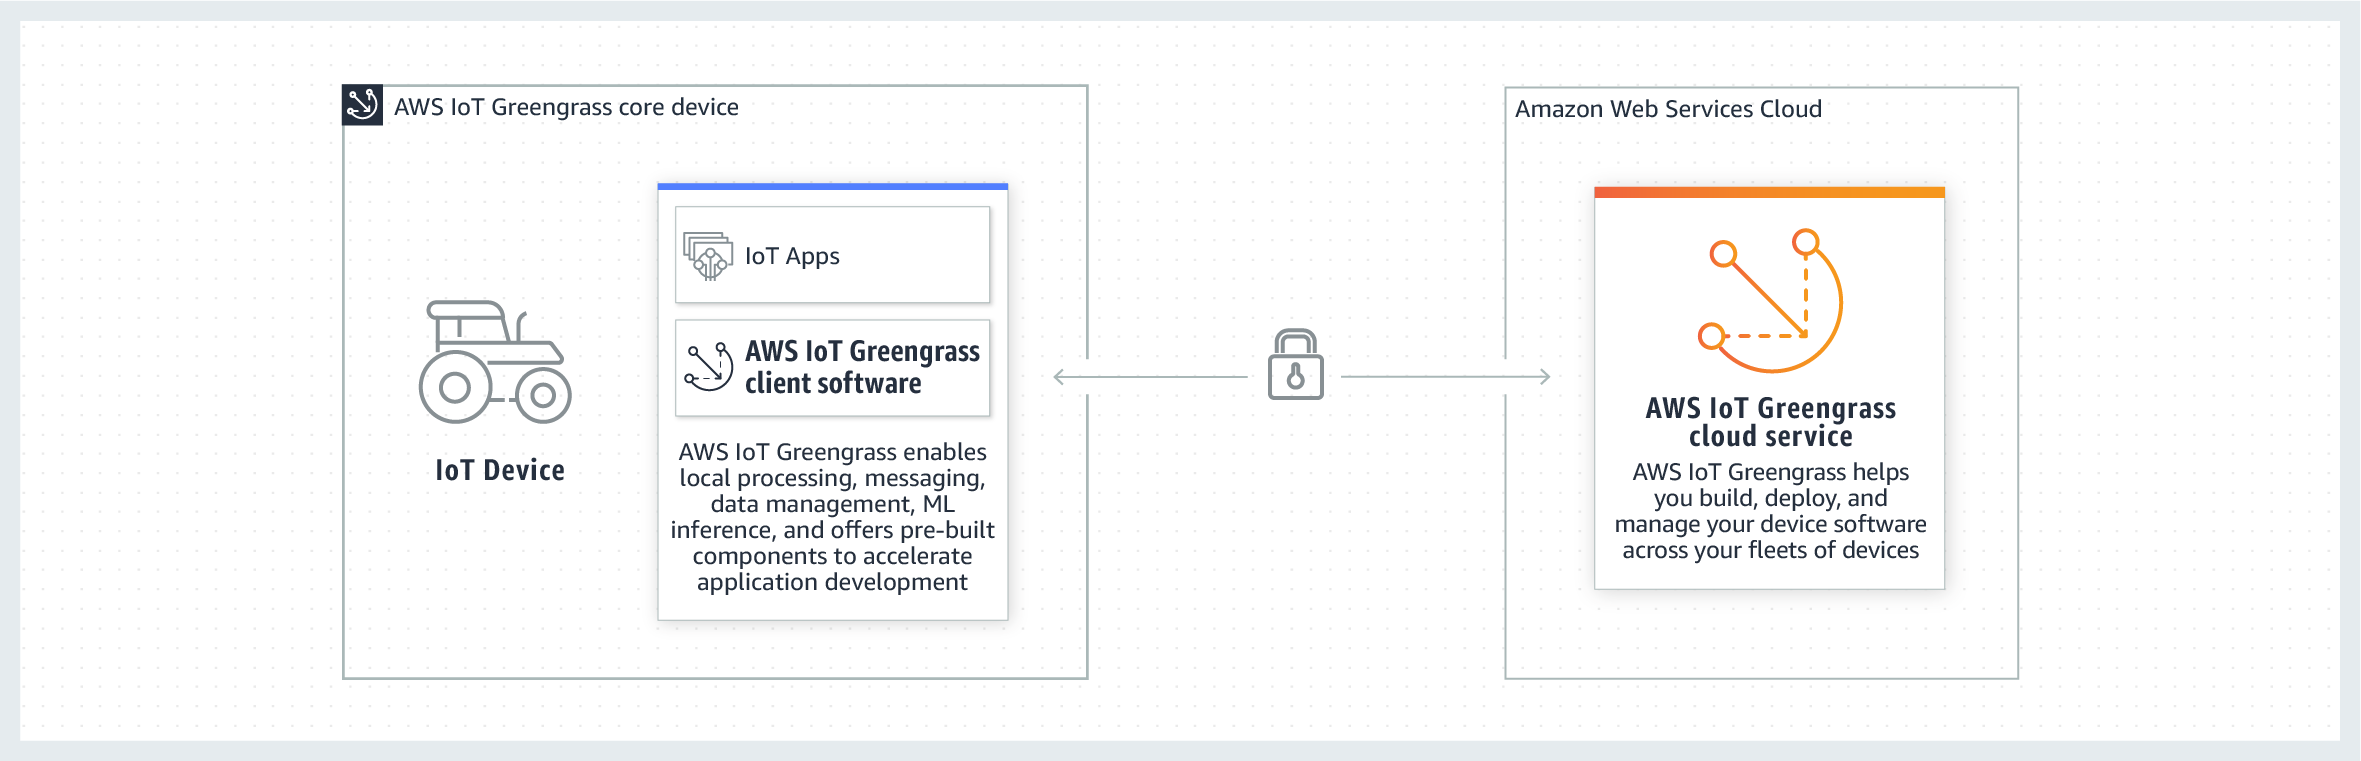 AWS IoT Greengrass core device
IoT Device
IoT Apps
AWS IoT Greengrass
client software
AWS IoT Greengrass enables
local processing, messaging,
data management, ML
inference, and offers pre-built
components to accelerate
application development
Amazon Web Services Cloud
AWS IoT Greengrass
cloud service
AWS IoT Greengrass helps
you build, deploy, and
manage your device software
across your fleets of devices